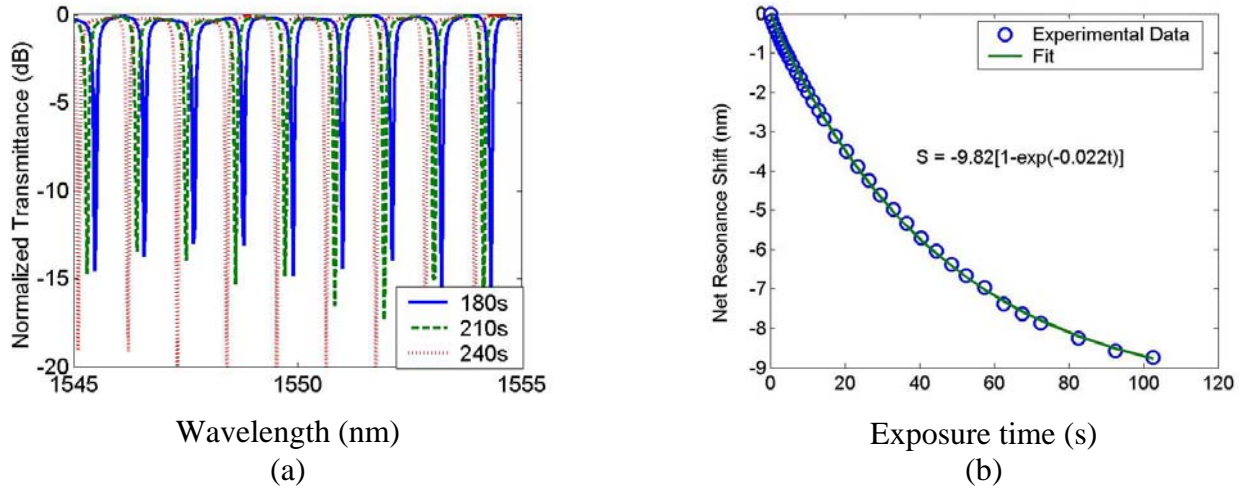 0
-5
-10
-15
-20
1545
1550
1555
Normalized Transmittance (dB)
180s
210s
240s
Wavelength (nm)
(a)
0
-1
-2
-3
-4
-5
-6
-7
-8
-9
0
20
40
60
80
100
120
Net Resonance Shift (nm)
Experimental Data
Fit
S = -9.82[1-exp(-0.022t)]
Exposure time (s)
(b)